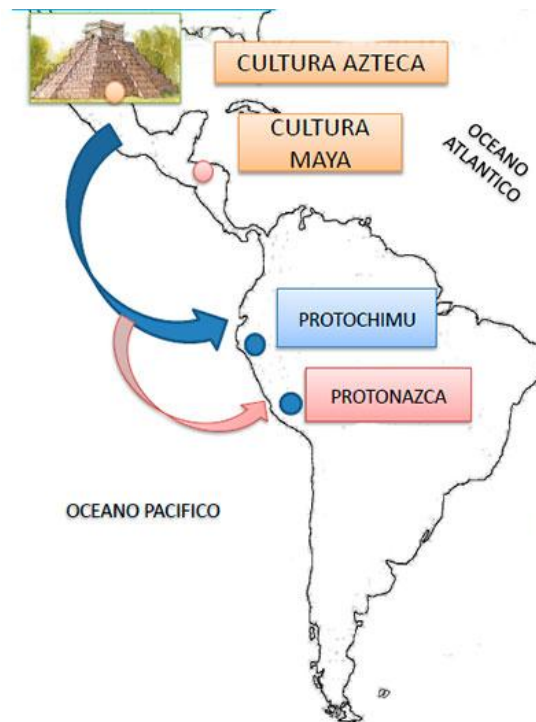 CULTURA AZTECA
CULTURA
MAYA
OCEANO
ATLANTICO
PROTOCHIMU
PROTONAZCA
OCEANO PACIFICO